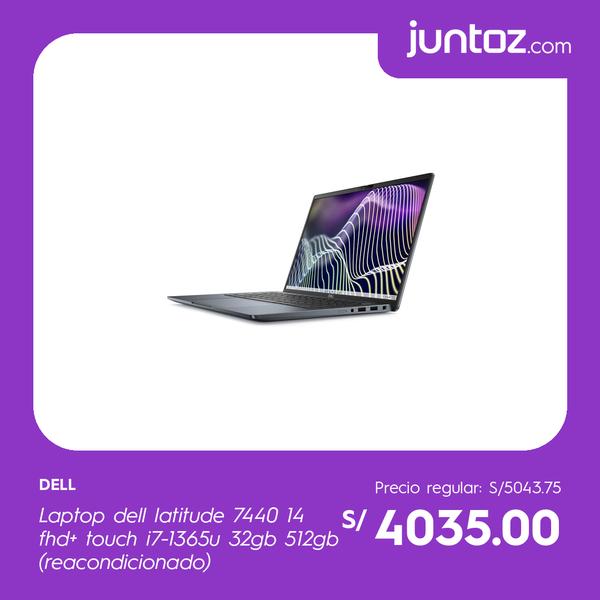 juntoz.com
DELL
Laptop dell latitude 7440 14
fhd+ touch i7-1365u 32gb 512gb
(reacondicionado)
Precio regular: S/5043.75
S/ 4035.00